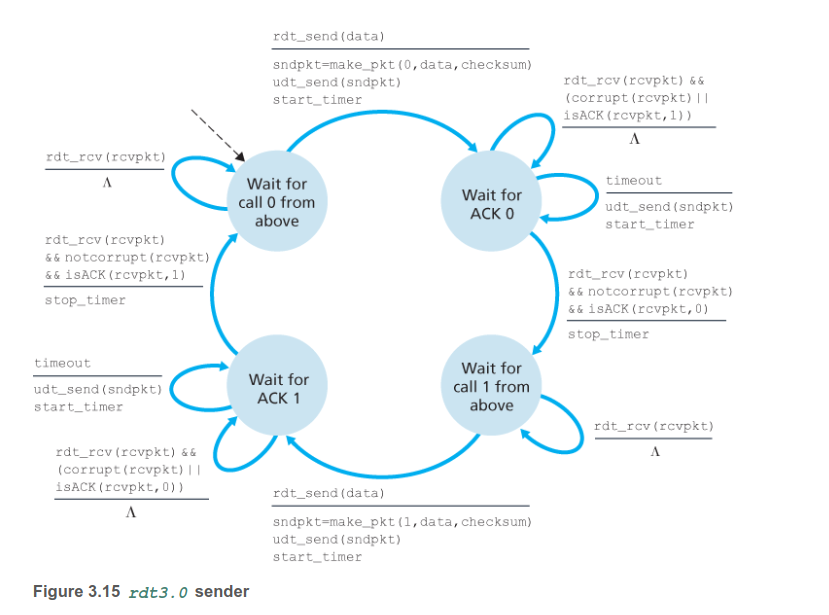 rdt_send(data)
sndpkt=make_pkt(0,data,checksum)
udt_send(sndpkt)
start_timer
rdt_rcv(rcvpkt) &&
(corrupt(rcvpkt)||
isACK(rcvpkt,1))
Λ
rdt_rcv(rcvpkt)
Λ
Wait for
call 0 from
above
Wait for
ACK 0
timeout
udt_send(sndpkt)
start_timer
rdt_rcv(rcvpkt)
&& notcorrupt(rcvpkt)
&& isACK(rcvpkt,1)
stop_timer
rdt_rcv(rcvpkt)
&& notcorrupt(rcvpkt)
&& isACK(rcvpkt,0)
stop_timer
timeout
udt_send(sndpkt)
start_timer
Wait for
ACK 1
Wait for
call 1 from
above
rdt_rcv(rcvpkt)
Λ
rdt_rcv(rcvpkt) &&
(corrupt(rcvpkt)||
isACK(rcvpkt,0))
Λ
rdt_send(data)
sndpkt=make_pkt(1,data,checksum)
udt_send(sndpkt)
start_timer
Figure 3.15 rdt3.0 sender